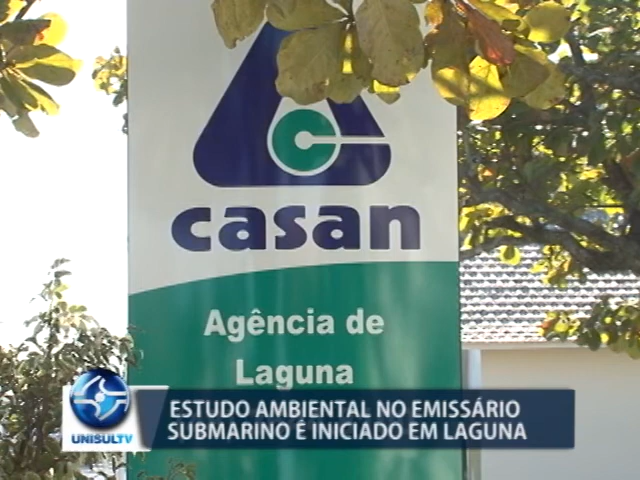 casan
Agência de
Laguna
UNISULTV
ESTUDO AMBIENTAL NO EMISSÁRIO
SUBMARINO É INICIADO EM LAGUNA